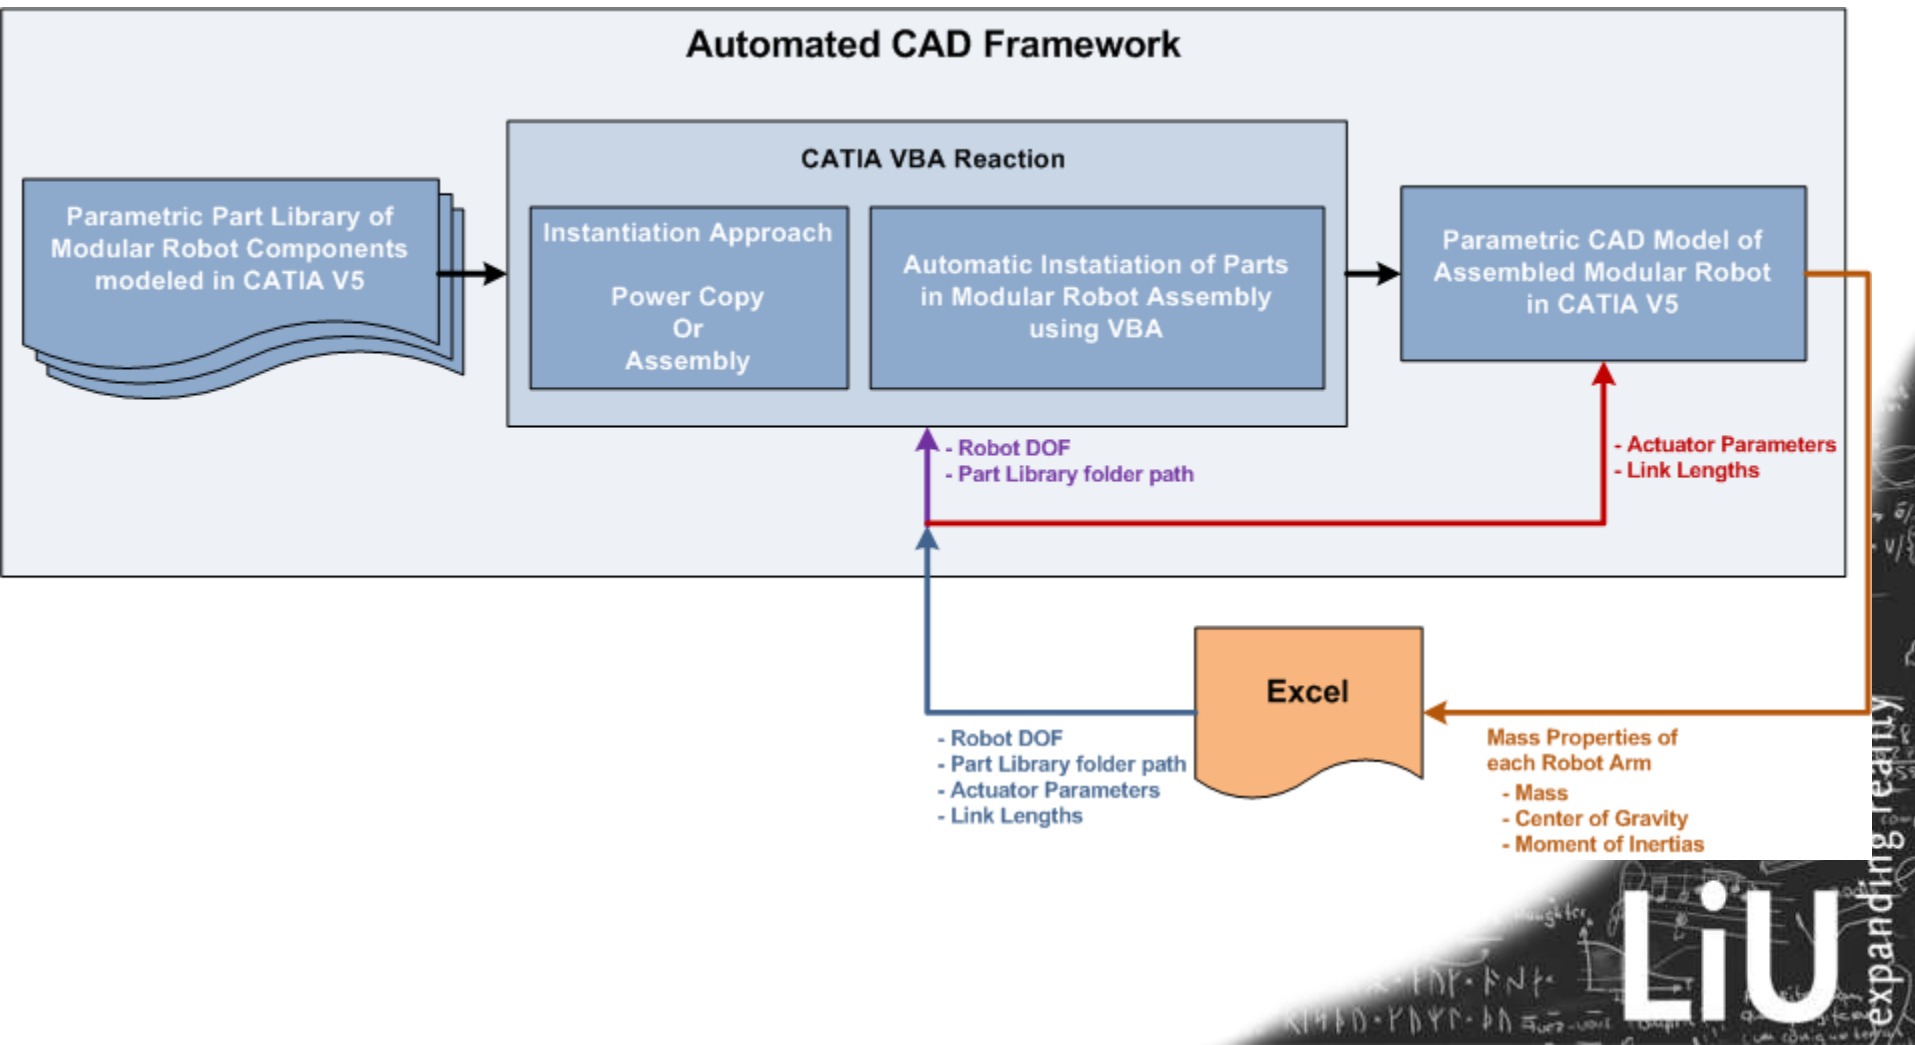 Automated CAD Framework
CATIA VBA Reaction
Parametric Part Library of
Modular Robot Components
modeled in CATIA V5
Instantiation Approach
Power Copy
Or
Assembly
Automatic Instatiation of Parts
in Modular Robot Assembly
using VBA
Parametric CAD Model of
Assembled Modular Robot
in CATIA V5
- Robot DOF
- Part Library folder path
- Actuator Parameters
- Link Lengths
Excel
- Robot DOF
- Part Library folder path
- Actuator Parameters
- Link Lengths
Mass Properties of
each Robot Arm
- Mass
- Center of Gravity
- Moment of Inertias
LiU
expanding reality